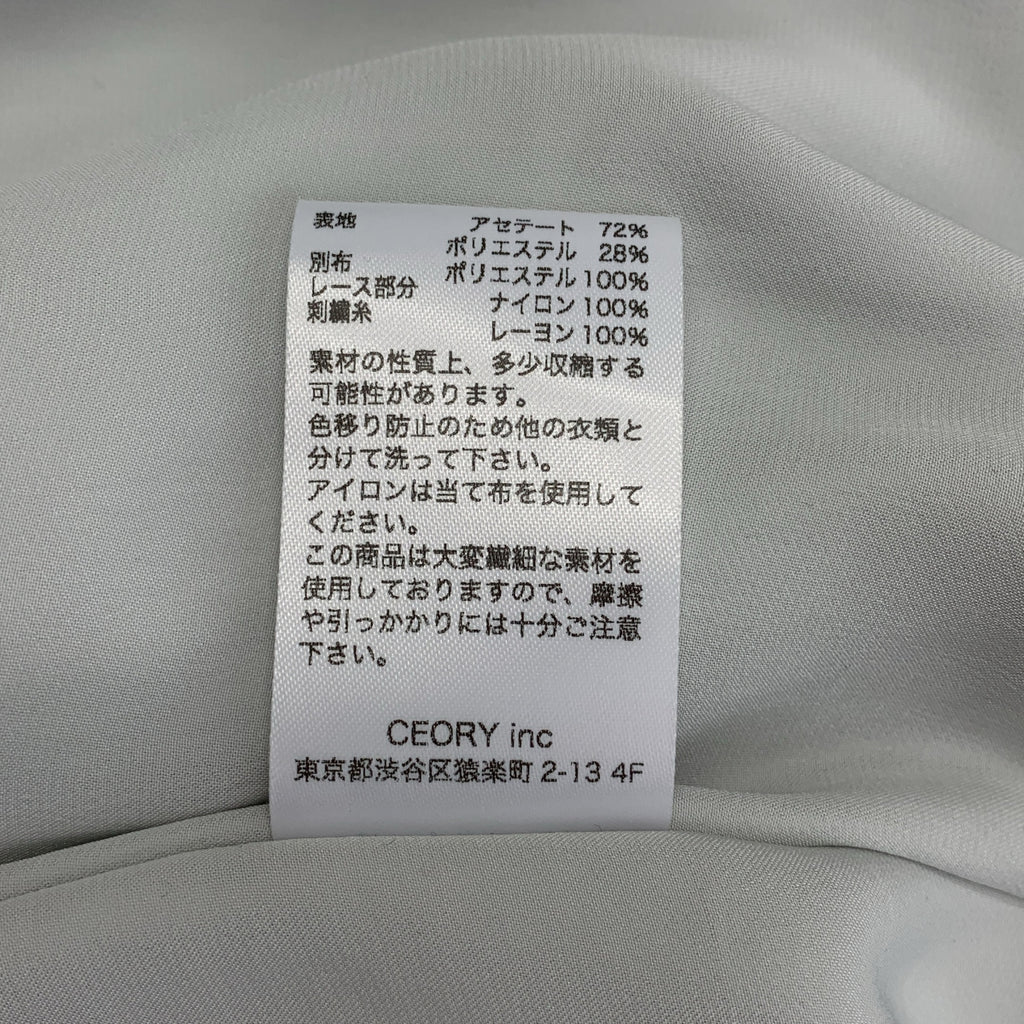 表地 アセテート 72%
ポリエステル 28%
別布 ポリエステル 100%
レース部分 ナイロン 100%
刺繍糸 レーヨン 100%
素材の性質上、多少収縮する
可能性があります。
色移り防止のため他の衣類と
分けて洗って下さい。
アイロンは当て布を使用して
ください。
この商品は大変繊細な素材を
使用しておりますので、摩擦
や引っかかりには十分ご注意
下さい。
CEORY inc
東京都渋谷区猿楽町 2-13 4F